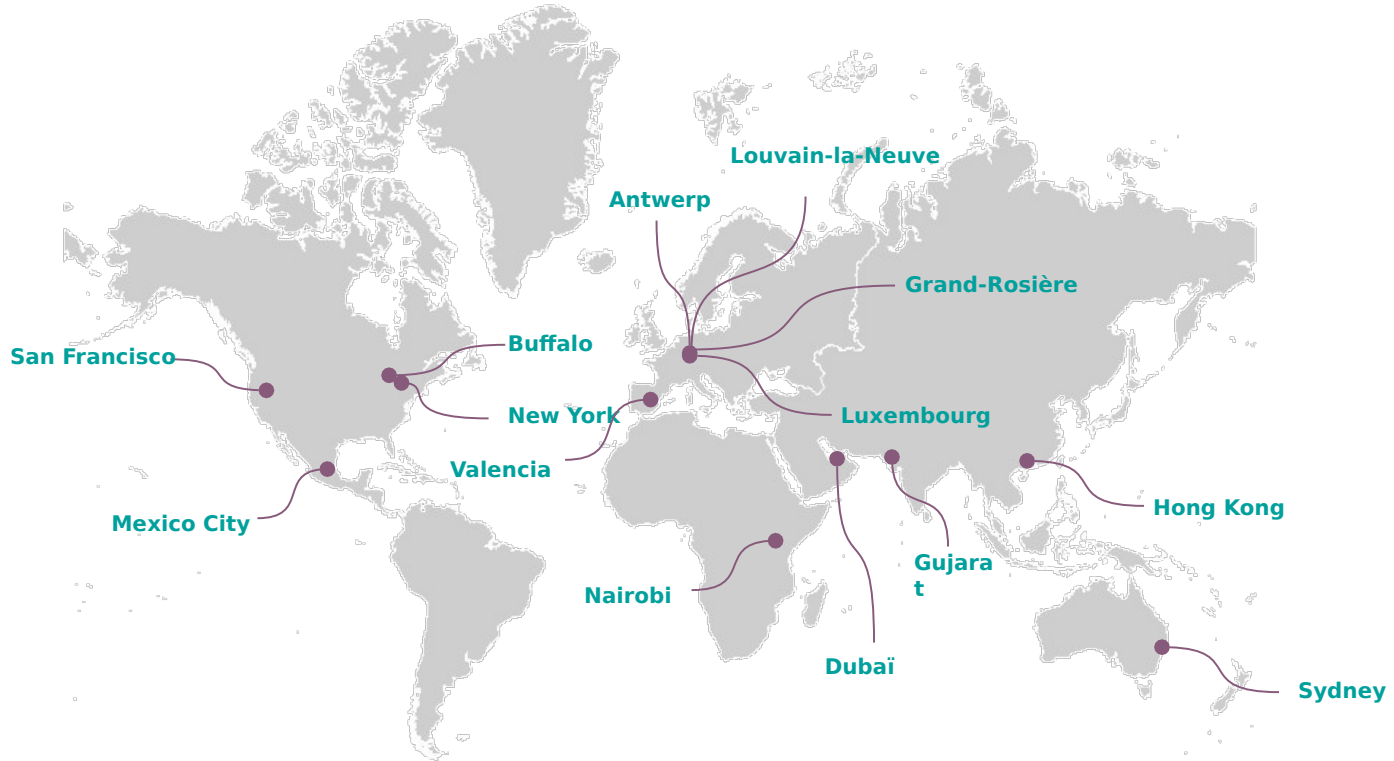 Louvain-la-Neuve
Antwerp
Grand-Rosière
Buffalo
San Francisco
New York
Luxembourg
Valencia
Hong Kong
Mexico City
Gujara
t
Nairobi
Dubaï
Sydney